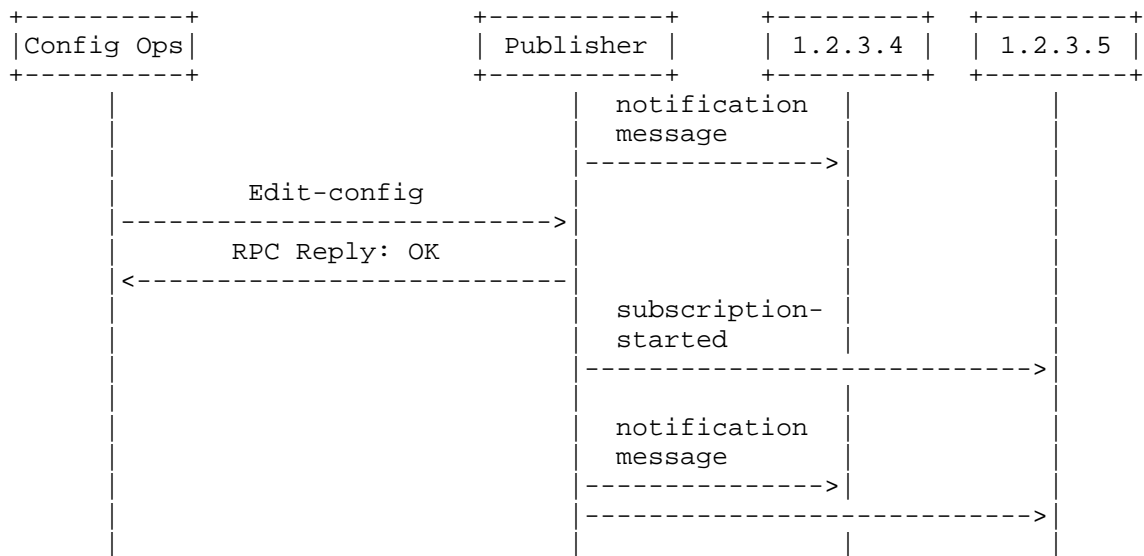 Config Ops Publisher 1.2.3.4 1.2.3.5
notification
message
Edit-config
RPC Reply: OK
subscription-
started
notification
message